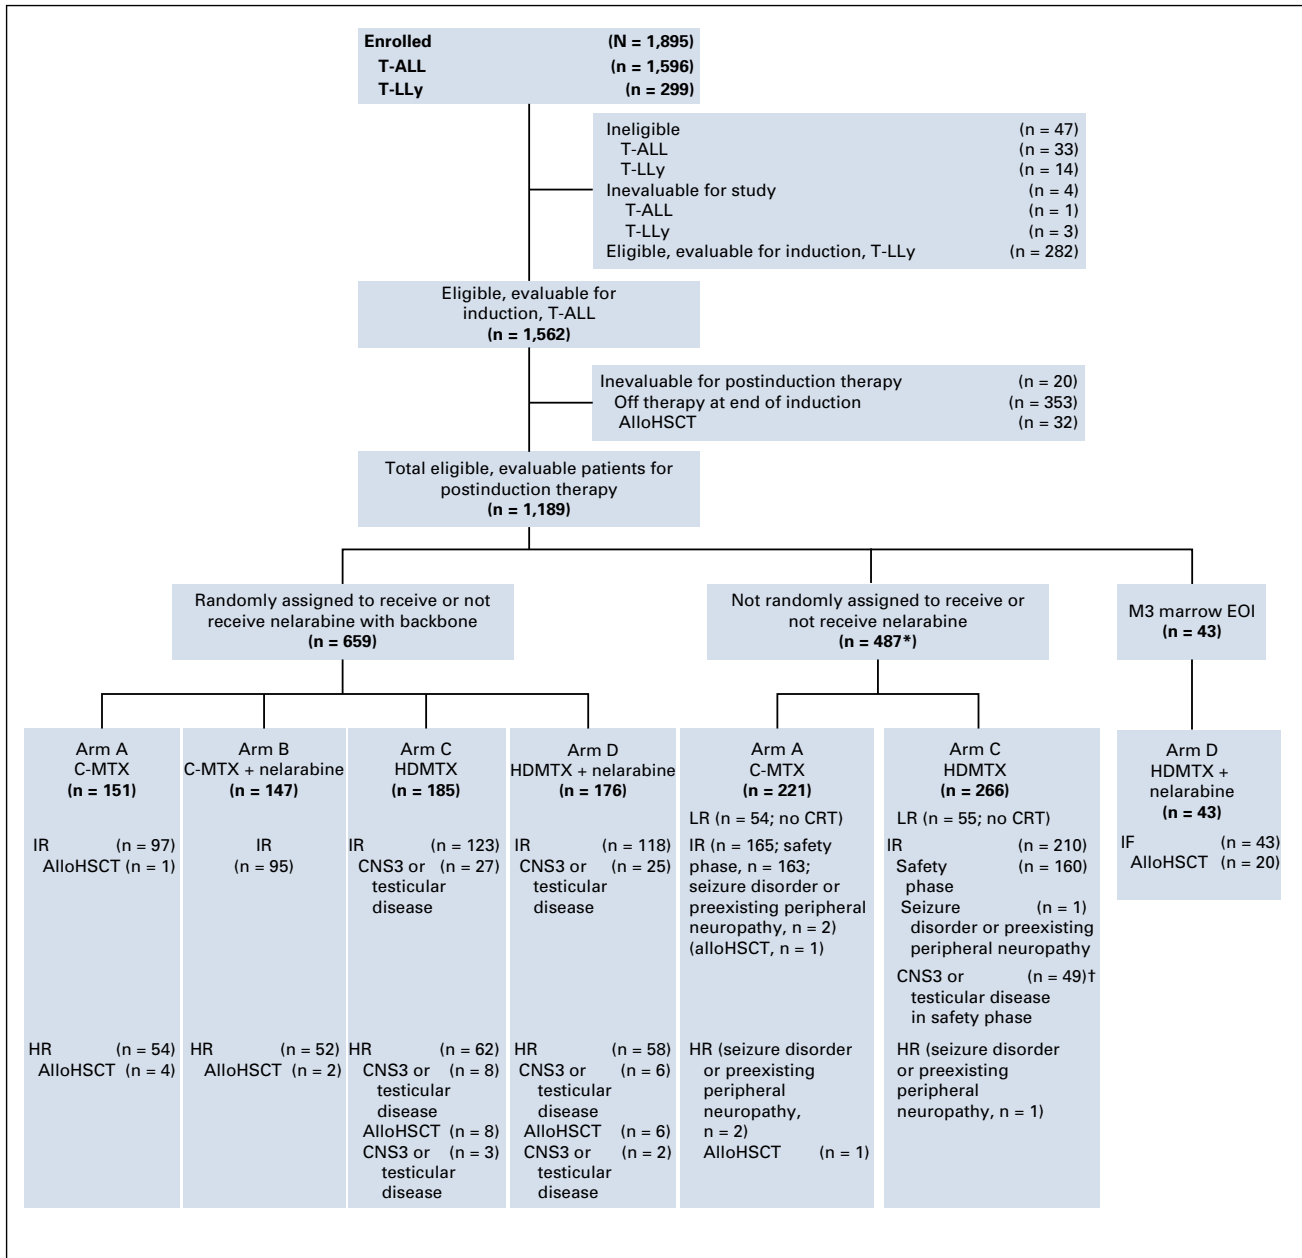 Enrolled (N = 1,895)
T-ALL (n = 1,596)
T-LLy (n = 299)
Ineligible (n = 47)
T-ALL (n = 33)
T-LLy (n = 14)
Inevaluable for study (n = 4)
T-ALL (n = 1)
T-LLy (n = 3)
Eligible, evaluable for induction, T-LLy (n = 282)
Eligible, evaluable for
induction, T-ALL
(n = 1,562)
Inevaluable for postinduction therapy (n = 20)
Off therapy at end of induction (n = 353)
AlloHSCT (n = 32)
Total eligible, evaluable patients for
postinduction therapy
(n = 1,189)
Randomly assigned to receive or not
receive nelarabine with backbone
(n = 659)
Not randomly assigned to receive or
not receive nelarabine
(n = 487*)
M3 marrow EOI
(n = 43)
Arm A
C-MTX
(n = 151)
IR (n = 97)
AlloHSCT (n = 1)
HR (n = 54)
AlloHSCT (n = 4)
Arm B
C-MTX + nelarabine
(n = 147)
IR
(n = 95)
HR (n = 52)
AlloHSCT (n = 2)
Arm C
HDMTX
(n = 185)
IR (n = 123)
CNS3 or (n = 27)
testicular
disease
HR (n = 62)
CNS3 or (n = 8)
testicular
disease
AlloHSCT (n = 8)
CNS3 or (n = 3)
testicular
disease
Arm D
HDMTX + nelarabine
(n = 176)
IR (n = 118)
CNS3 or (n = 25)
testicular
disease
HR (n = 58)
CNS3 or (n = 6)
testicular
disease
AlloHSCT (n = 6)
CNS3 or (n = 2)
testicular
disease
Arm A
C-MTX
(n = 221)
LR (n = 54; no CRT)
IR (n = 165; safety
phase, n = 163;
seizure disorder or
preexisting peripheral
neuropathy, n = 2)
(alloHSCT, n = 1)
HR (seizure disorder
or preexisting
peripheral
neuropathy,
n = 2)
AlloHSCT (n = 1)
Arm C
HDMTX
(n = 266)
LR (n = 55; no CRT)
IR (n = 210)
Safety (n = 160)
phase
Seizure (n = 1)
disorder or preexisting
peripheral neuropathy
CNS3 or (n = 49)†
testicular disease
in safety phase
HR (seizure disorder
or preexisting
peripheral
neuropathy, n = 1)
Arm D
HDMTX +
nelarabine
(n = 43)
IF (n = 43)
AlloHSCT (n = 20)